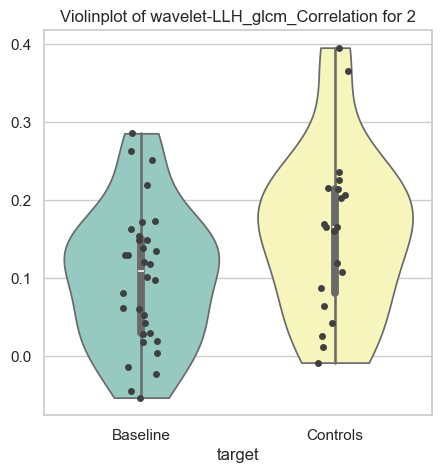 Violinplot of wavelet-LLH_glcm_Correlation for 2
0.4
0.3
0.2
0.1
0.0
Baseline
Controls
target